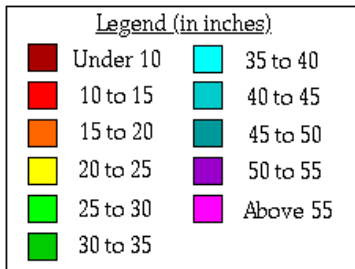 Legend (in inches)
Under 10
10 to 15
15 to 20
20 to 25
25 to 30
30 to 35
35 to 40
40 to 45
45 to 50
50 to 55
Above 55